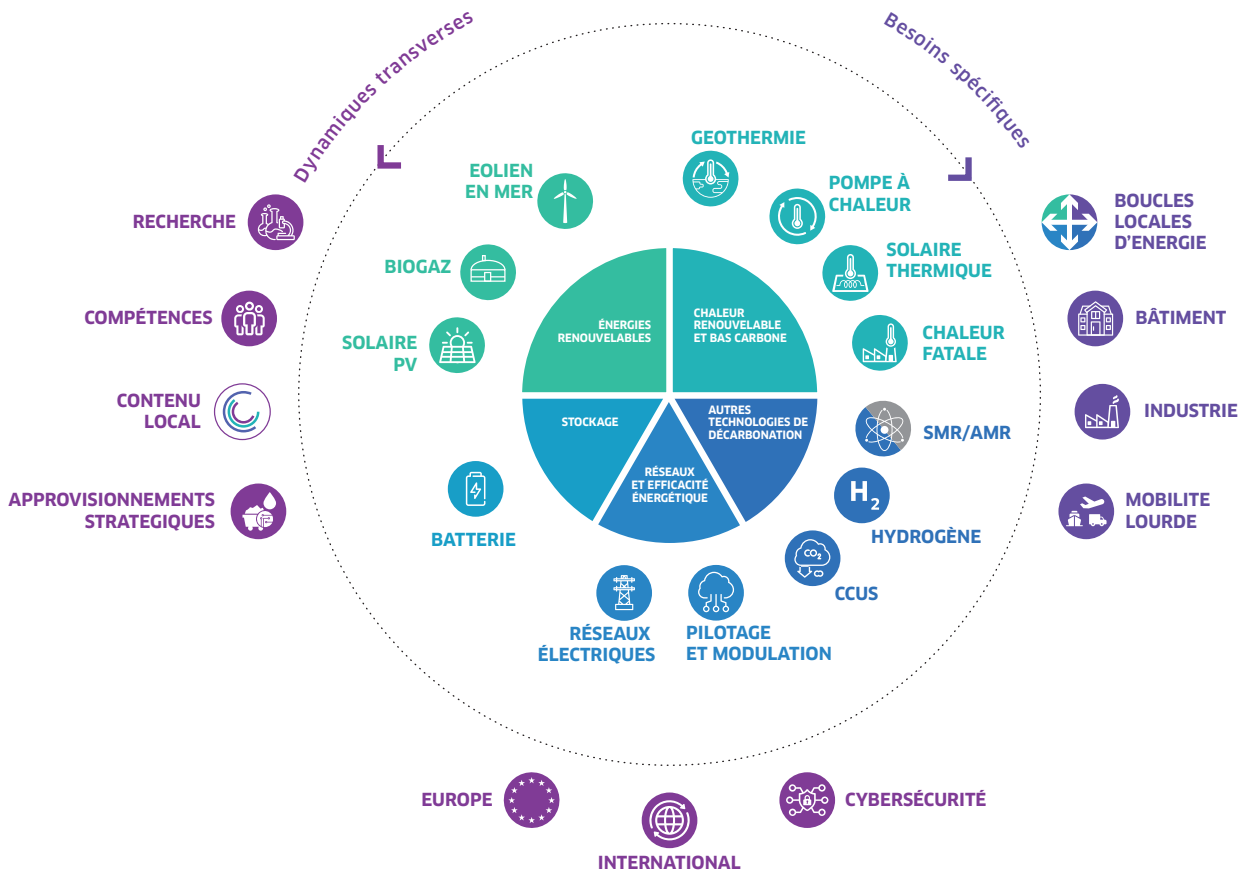 Dynamiques transverses
Besoins spécifiques
RECHERCHE
COMPÉTENCES
CONTENU
LOCAL
APPROVISIONNEMENTS
STRATEGIQUES
EOLIEN
EN MER
BIOGAZ
SOLAIRE
PV
GEOTHERMIE
POMPE À
CHALEUR
SOLAIRE
THERMIQUE
CHALEUR
FATALE
ÉNERGIES
RENOUVELABLES
CHALEUR
RENOUVELABLE
ET BAS CARBONE
STOCKAGE
RÉSEAUX
ET EFFICACITÉ
ÉNERGÉTIQUE
AUTRES
TECHNOLOGIES DE
DÉCARBONATION
SMR/AMR
H2
HYDROGÈNE
CO2
CCUS
BATTERIE
RÉSEAUX
ÉLECTRIQUES
PILOTAGE
ET MODULATION
BOUCLES
LOCALES
D'ENERGIE
BÂTIMENT
INDUSTRIE
MOBILITE
LOURDE
EUROPE
INTERNATIONAL
CYBERSÉCURITÉ